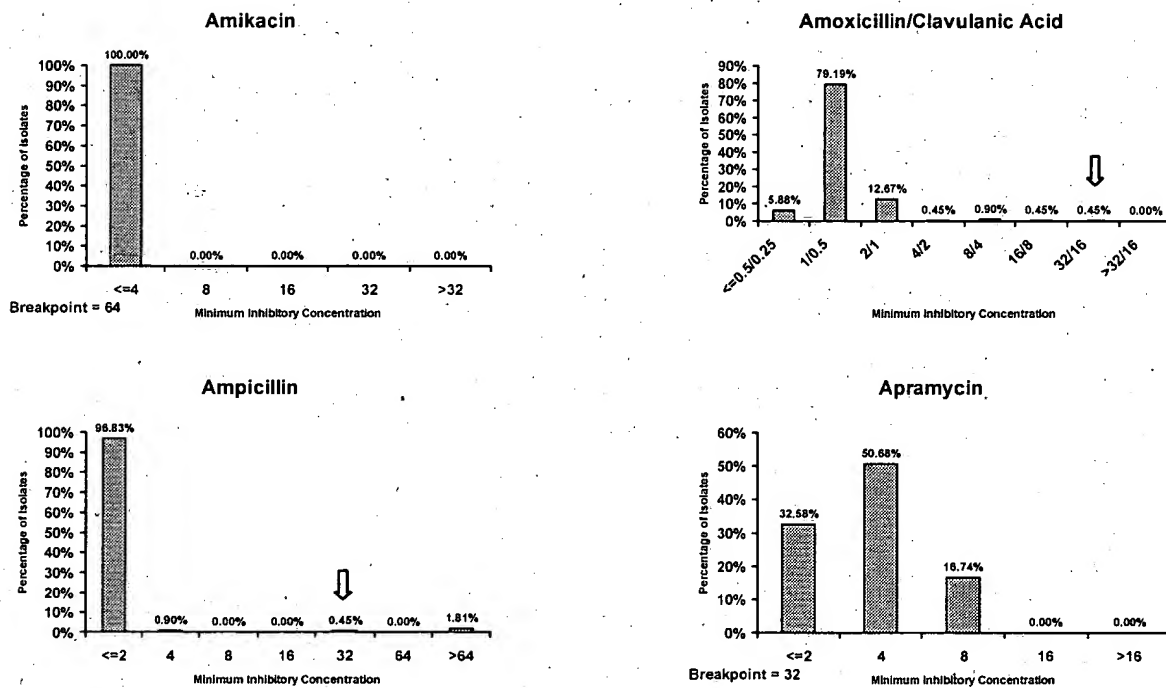 Amikacin
100.00%
100%
90%
80%
70%
60%
50%
40%
30%
20%
10%
0%
Percentage of Isolates
0.00% 0.00% 0.00% 0.00%
<=4 8 16 32 >32
Breakpoint = 64
Minimum Inhibitory Concentration
Amoxicillin/Clavulanic Acid
90%
80%
70%
60%
50%
40%
30%
20%
10%
0%
Percentage of Isolates
5.88% 79.19% 12.67% 0.45% 0.90% 0.45% 0.45% 0.00%
<=0.5/0.25 1/0.5 2/1 4/2 8/4 16/8 32/16 >32/16
Minimum Inhibitory Concentration
Ampicillin
100%
90%
80%
70%
60%
50%
40%
30%
20%
10%
0%
Percentage of Isolates
96.83% 0.90% 0.00% 0.00% 0.45% 0.00% 1.81%
<=2 4 8 16 32 64 >64
Minimum Inhibitory Concentration
Apramycin
60%
50%
40%
30%
20%
10%
0%
Percentage of Isolates
32.58% 50.68% 16.74% 0.00% 0.00%
<=2 4 8 16 >16
Breakpoint = 32
Minimum Inhibitory Concentration